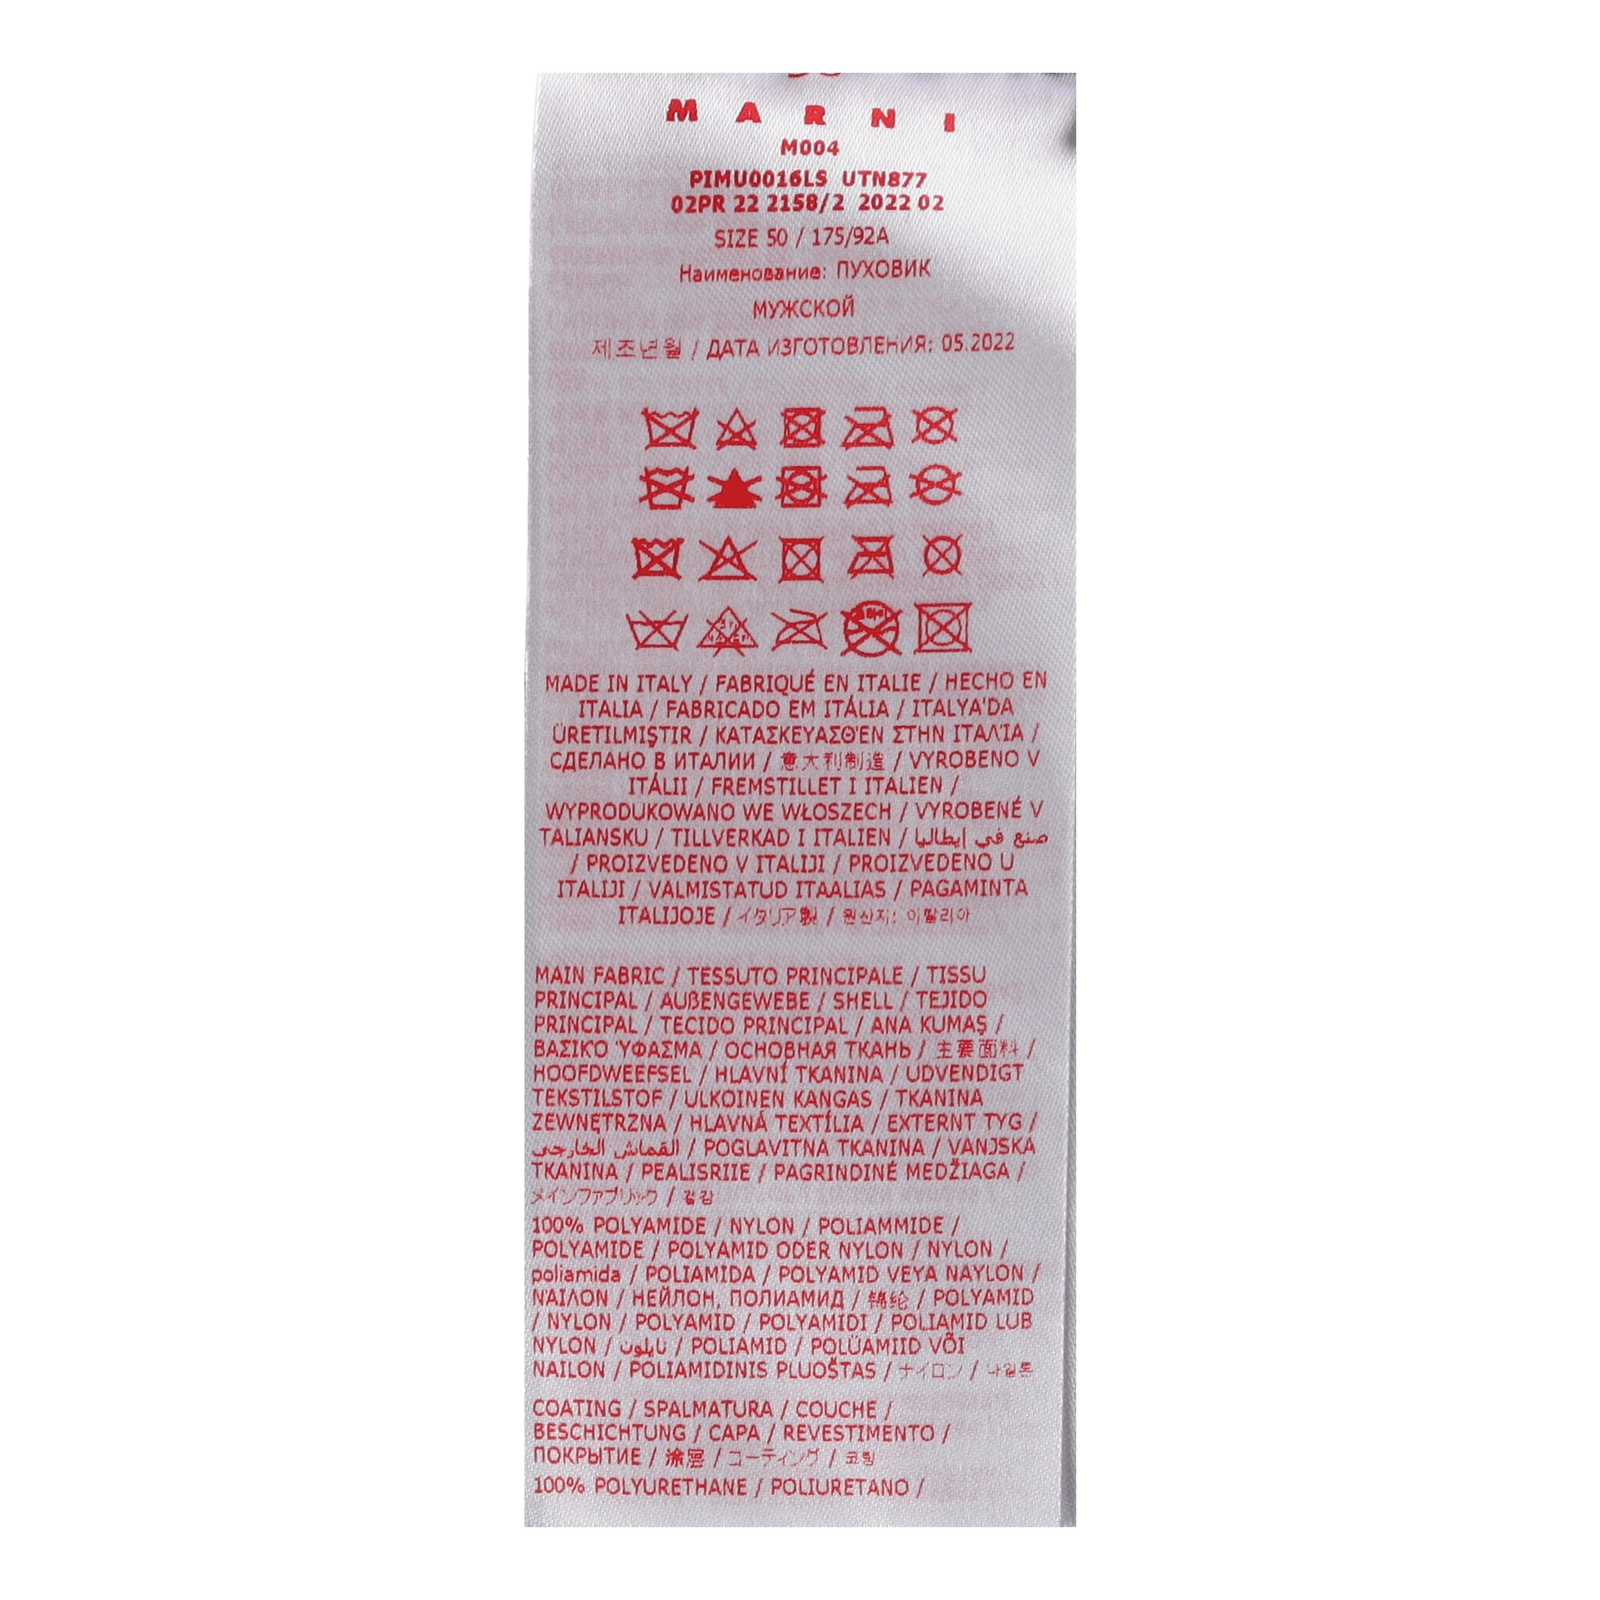 MARNI
M004
PIMU0016LS UTN877
02PR 22 2158/2 2022 02
SIZE 50 / 175/92A
Наименование: ПУХОВИК
МУЖСКОЙ
제조년월 / ДАТА ИЗГОТОВЛЕНИЯ: 05.2022
MADE IN ITALY / FABRIQUÉ EN ITALIE / HECHO EN
ITALIA / FABRICADO EM ITÁLIA / ITALYA'DA
ÜRETILMIŞTIR / ΚΑΤΑΣΚΕΥΑΣΘΈΝ ΣΤΗΝ ΙΤΑΛΊΑ /
СДЕЛАНО В ИТАЛИИ / 意大利制造 / VYROBENO V
ITÁLII / FREMSTILLET I ITALIEN /
WYPRODUKOWANO WE WŁOSZECH / VYROBENÉ V
TALIANSKU / TILLVERKAD I ITALIEN / صنع في إيطاليا
/ PROIZVEDENO V ITALIJI / PROIZVEDENO U
ITALIJI / VALMISTATUD ITAALIAS / PAGAMINTA
ITALIJOJE / イタリア製 / 원산지: 이탈리아
MAIN FABRIC / TESSUTO PRINCIPALE / TISSU
PRINCIPAL / AUßENGEWEBE / SHELL / TEJIDO
PRINCIPAL / TECIDO PRINCIPAL / ANA KUMAŞ /
ΒΑΣΙΚΌ ΎΦΑΣΜΑ / ОСНОВНАЯ ТКАНЬ / 主要面料 /
HOOFDWEEFSEL / HLAVNÍ TKANINA / UDVENDIGT
TEKSTILSTOF / ULKOINEN KANGAS / TKANINA
ZEWNĘTRZNA / HLAVNÁ TEXTÍLIA / EXTERNT TYG /
القماش الخارجي / POGLAVITNA TKANINA / VANJSKA
TKANINA / PEALISRIIE / PAGRINDINĖ MEDŽIAGA /
メインファブリック / 겉감
100% POLYAMIDE / NYLON / POLIAMMIDE /
POLYAMIDE / POLYAMID ODER NYLON / NYLON /
poliamida / POLIAMIDA / POLYAMID VEYA NAYLON /
ΝΆΙΛΟΝ / НЕЙЛОН, ПОЛИАМИД / 锦纶 / POLYAMID
/ NYLON / POLYAMID / POLYAMIDI / POLIAMID LUB
NYLON / نايلون / POLIAMID / POLÜAMIID VÕI
NAILON / POLIAMIDINIS PLUOŠTAS / ナイロン / 나일론
COATING / SPALMATURA / COUCHE /
BESCHICHTUNG / CAPA / REVESTIMENTO /
ПОКРЫТИЕ / 涂层 / コーティング / 코팅
100% POLYURETHANE / POLIURETANO /